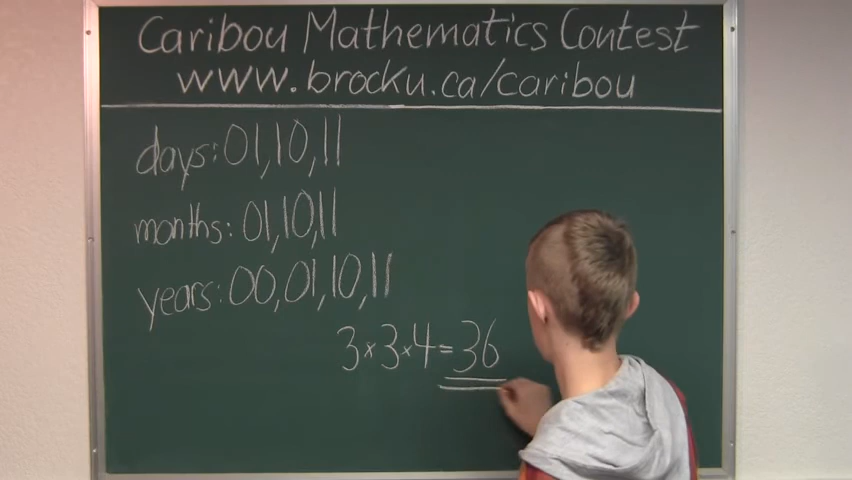 Caribou Mathematics Contest
www.brocku.ca/caribou
days: 01, 10, 11
months: 01, 10, 11
years: 00, 01, 10, 11
3×3×4=36